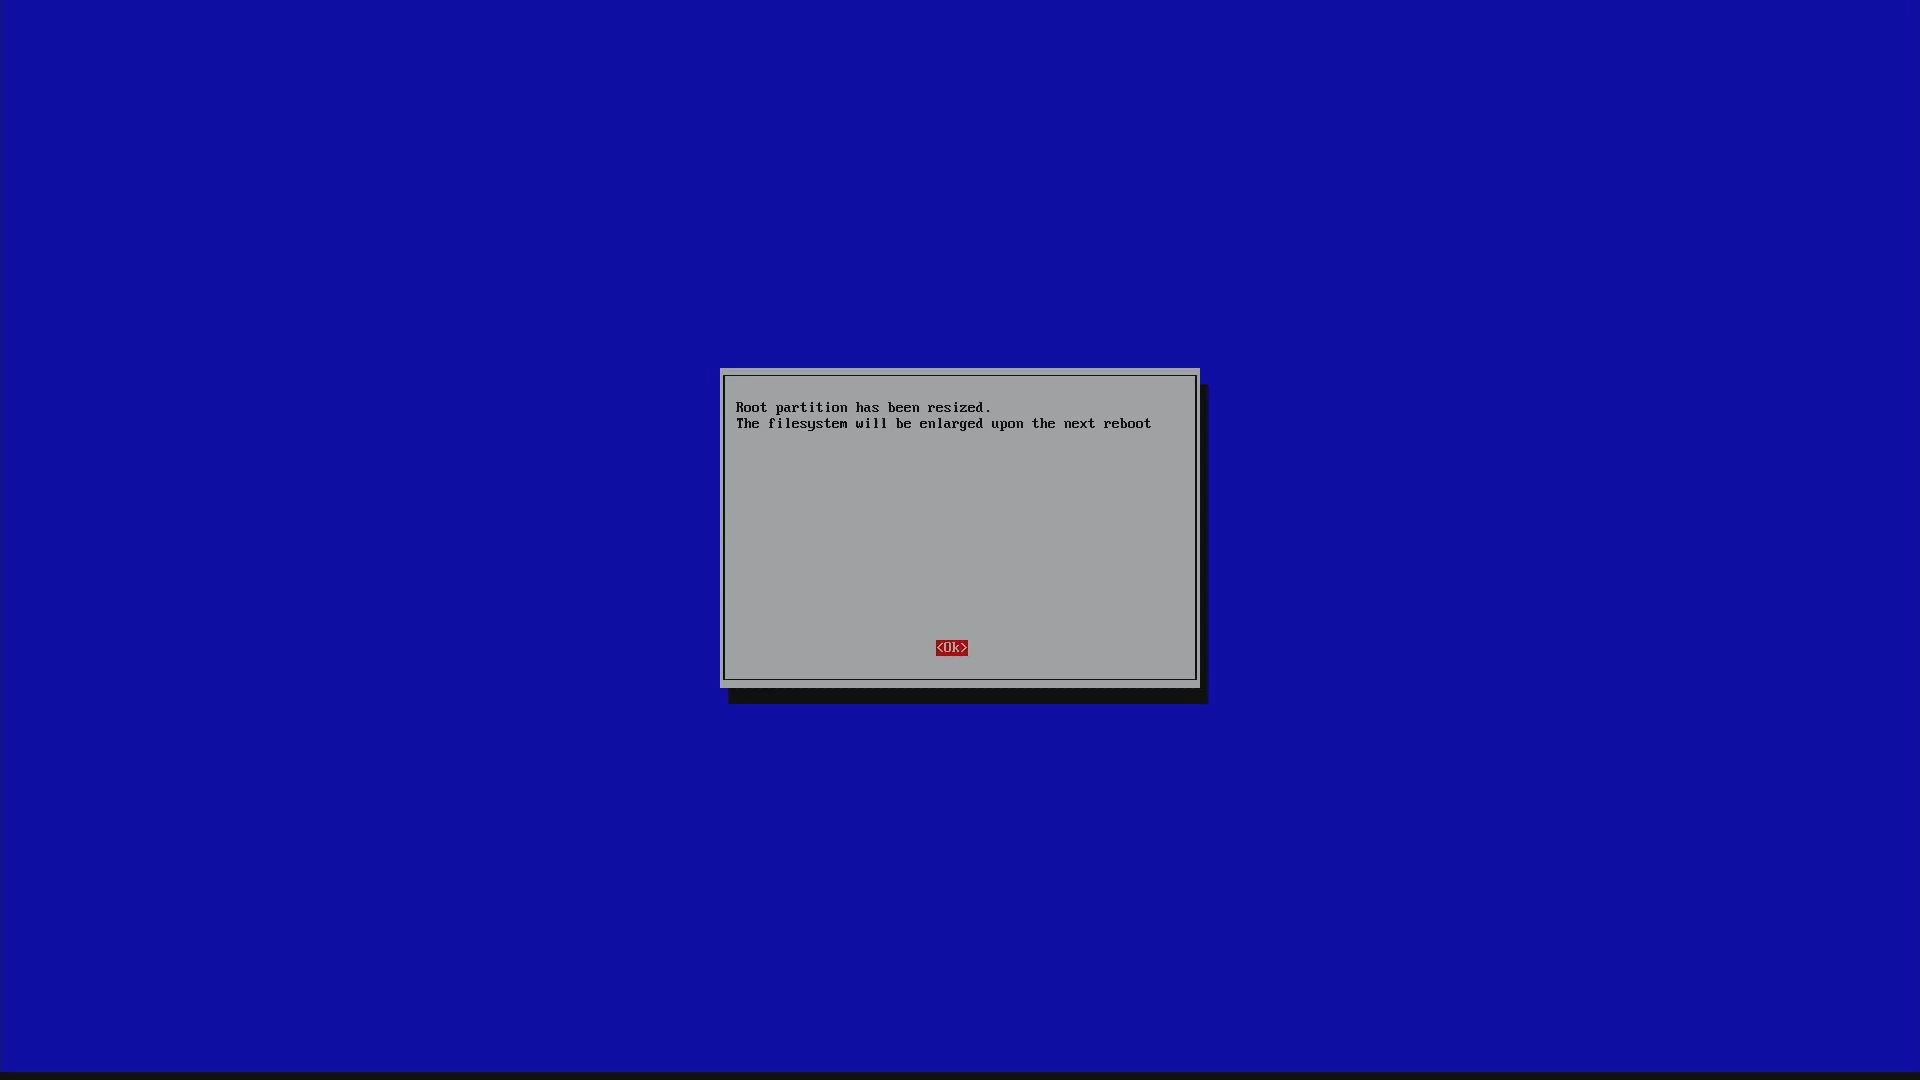 Root partition has been resized.
The filesystem will be enlarged upon the next reboot
<Ok>